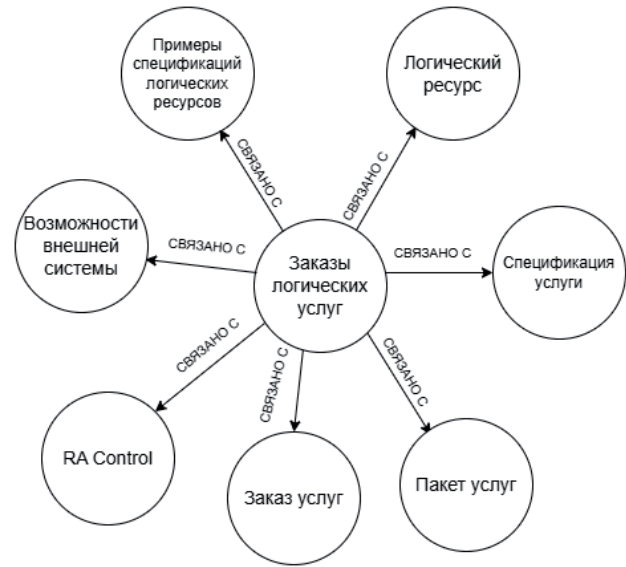 Примеры
спецификаций
логических
ресурсов
Логический
ресурс
СВЯЗАНО С
СВЯЗАНО С
Возможности
внешней
системы
СВЯЗАНО С
Заказы
логических
услуг
СВЯЗАНО С
Спецификация
услуги
СВЯЗАНО С
СВЯЗАНО С
СВЯЗАНО С
RA Control
Заказ услуг
Пакет услуг